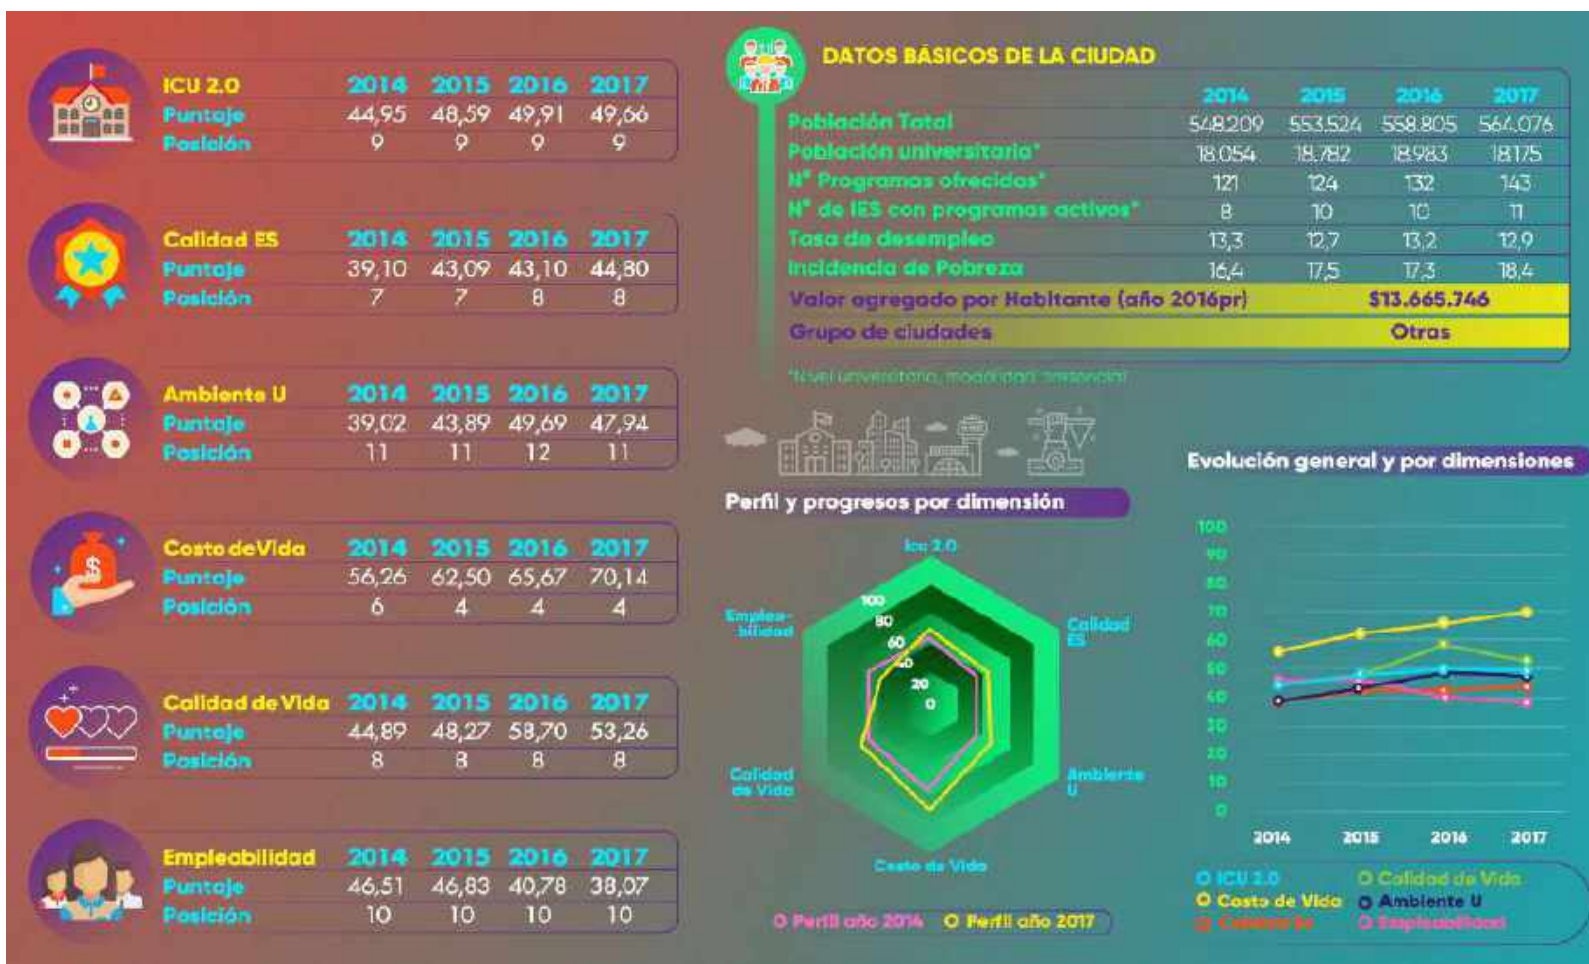 ICU 2.0 2014 2015 2016 2017
Puntaje 44,95 48,59 49,91 49,66
Posición 9 9 9 9
Calidad ES 2014 2015 2016 2017
Puntaje 39,10 43,09 43,10 44,80
Posición 7 7 8 8
Ambiente U 2014 2015 2016 2017
Puntaje 39,02 43,89 49,69 47,94
Posición 11 11 12 11
Costo de Vida 2014 2015 2016 2017
Puntaje 56,26 62,50 65,67 70,14
Posición 6 4 4 4
Calidad de Vida 2014 2015 2016 2017
Puntaje 44,89 48,27 58,70 53,26
Posición 8 8 8 8
Empleabilidad 2014 2015 2016 2017
Puntaje 46,51 46,83 40,78 38,07
Posición 10 10 10 10
DATOS BÁSICOS DE LA CIUDAD
2014 2015 2016 2017
Población Total 548.209 553.524 558.805 564.076
Población universitaria* 18.054 18.782 18.983 18.175
N° Programas ofrecidos* 121 124 132 143
N° de IES con programas activos* 8 10 10 11
Tasa de desempleo 13,3 12,7 13,2 12,9
Incidencia de Pobreza 16,4 17,5 17,3 18,4
Valor agregado por Habitante (año 2016pr) $13.665.746
Grupo de ciudades Otras
*Nivel universitario, modalidad presencial
Perfil y progresos por dimensión
Icu 2.0
Calidad
ES
Ambiente
U
Costo de Vida
Calidad
de Vida
Emplea-
bilidad
100
80
60
40
20
0
Perfil año 2014 Perfil año 2017
Evolución general y por dimensiones
100
90
80
70
60
50
40
30
20
10
0
2014 2015 2016 2017
ICU 2.0 Calidad de Vida
Costo de Vida Ambiente U
Calidad Es Empleabilidad